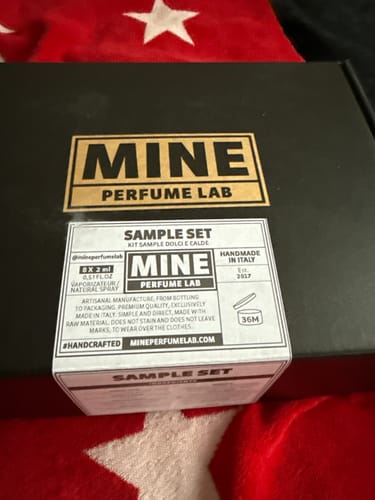 MINE
PERFUME LAB
SAMPLE SET
KIT SAMPLE DOLCI E CALDE
@mineperfumelab
8 X 2 ml
0,51 FL.OZ
VAPORIZATEUR/
NATURAL SPRAY
MINE
PERFUME LAB
HANDMADE
IN ITALY
Est.
2017
ARTISANAL MANUFACTURE, FROM BOTTLING
TO PACKAGING. PREMIUM QUALITY, EXCLUSIVELY
MADE IN ITALY. SIMPLE AND DIRECT, MADE WITH
RAW MATERIAL. DOES NOT STAIN AND DOES NOT LEAVE
MARKS, TO WEAR OVER THE CLOTHES.
36M
#HANDCRAFTED
MINEPERFUMELAB.COM
SAMPLE SET
INGREDIENTS